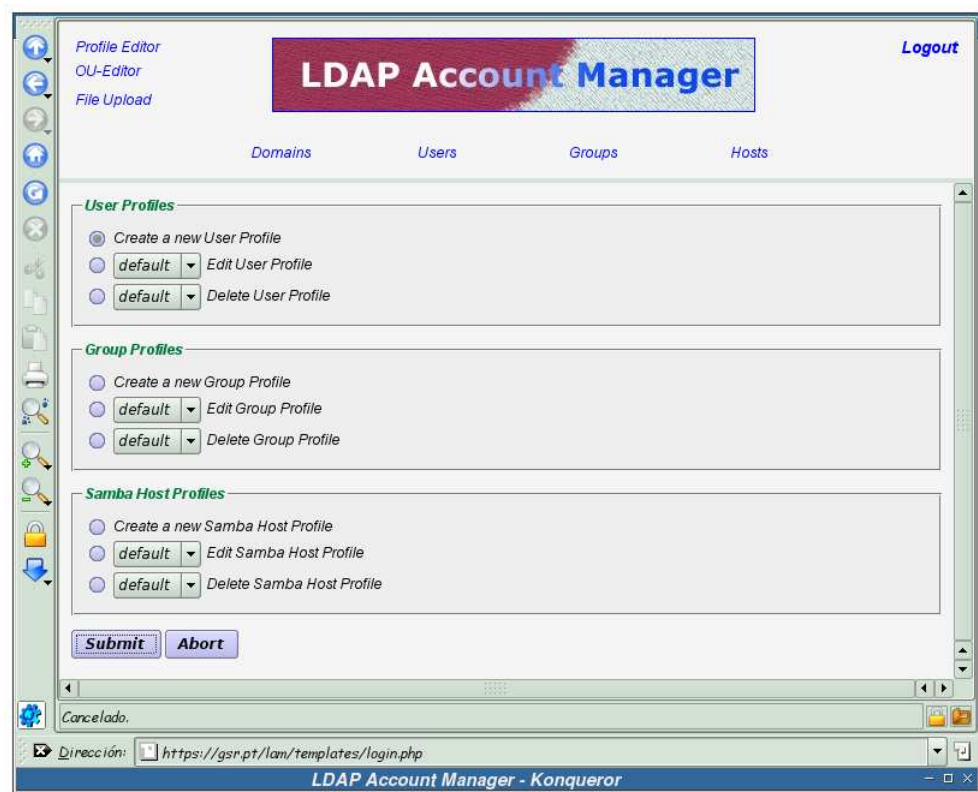 Profile Editor
OU-Editor
File Upload
LDAP Account Manager
Logout
Domains Users Groups Hosts
User Profiles
Create a new User Profile
default Edit User Profile
default Delete User Profile
Group Profiles
Create a new Group Profile
default Edit Group Profile
default Delete Group Profile
Samba Host Profiles
Create a new Samba Host Profile
default Edit Samba Host Profile
default Delete Samba Host Profile
Submit Abort
Cancelado.
Dirección: https://gsr.pt/lam/templates/login.php
LDAP Account Manager - Konqueror